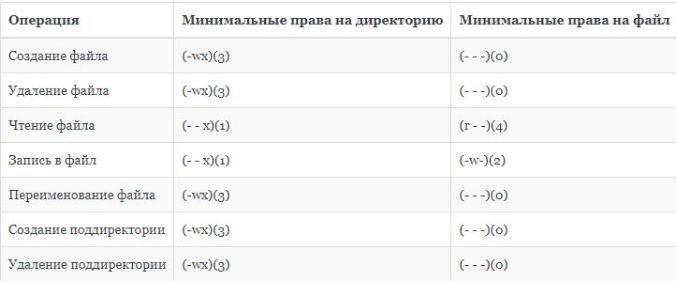 Операция Минимальные права на директорию Минимальные права на файл
Создание файла (-wx)(3) (- - -)(0)
Удаление файла (-wx)(3) (- - -)(0)
Чтение файла (- - x)(1) (r - -)(4)
Запись в файл (- - x)(1) (-w-)(2)
Переименование файла (-wx)(3) (- - -)(0)
Создание поддиректории (-wx)(3) (- - -)(0)
Удаление поддиректории (-wx)(3) (- - -)(0)